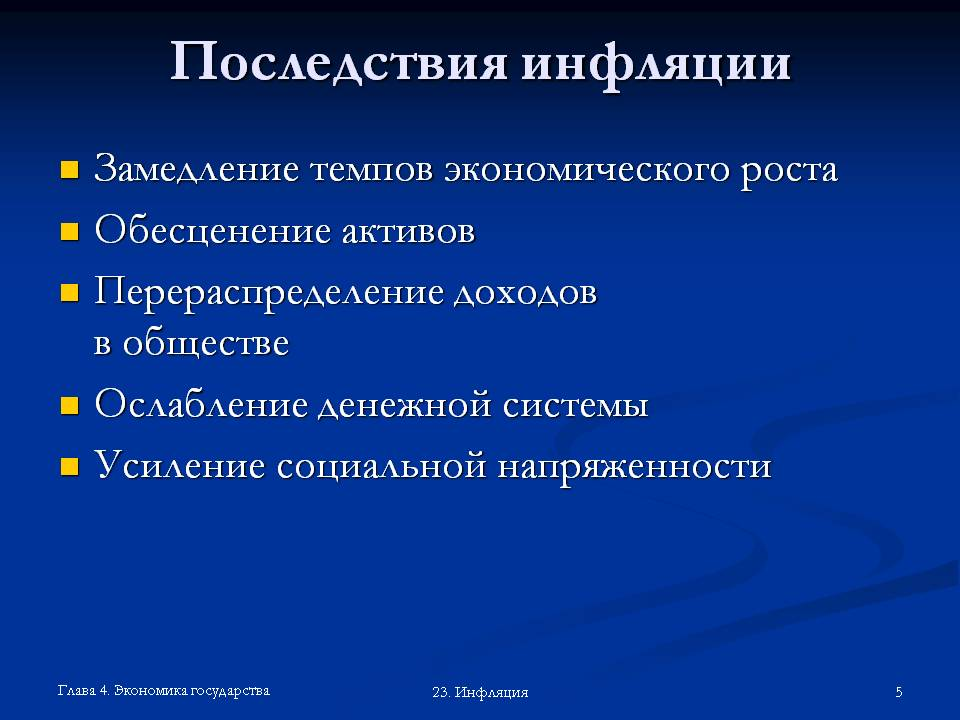 Последствия инфляции
Замедление темпов экономического роста
Обесценение активов
Перераспределение доходов
в обществе
Ослабление денежной системы
Усиление социальной напряженности
Глава 4. Экономика государства
23. Инфляция
5